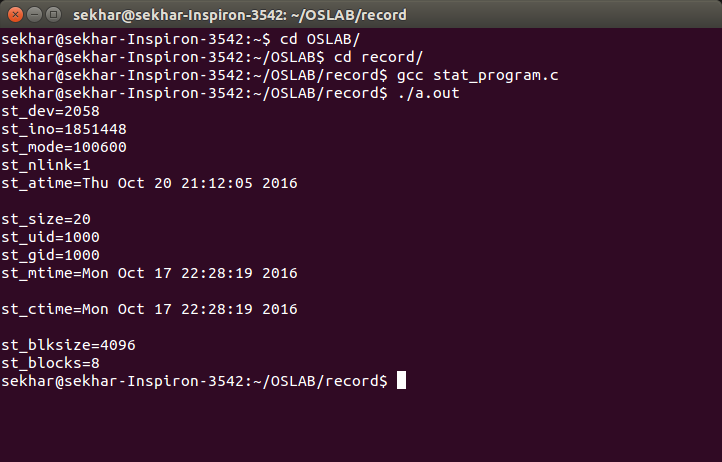 sekhar@sekhar-Inspiron-3542: ~/OSLAB/record
sekhar@sekhar-Inspiron-3542:~$ cd OSLAB/
sekhar@sekhar-Inspiron-3542:~/OSLAB$ cd record/
sekhar@sekhar-Inspiron-3542:~/OSLAB/record$ gcc stat_program.c
sekhar@sekhar-Inspiron-3542:~/OSLAB/record$ ./a.out
st_dev=2058
st_ino=1851448
st_mode=100600
st_nlink=1
st_atime=Thu Oct 20 21:12:05 2016
st_size=20
st_uid=1000
st_gid=1000
st_mtime=Mon Oct 17 22:28:19 2016
st_ctime=Mon Oct 17 22:28:19 2016
st_blksize=4096
st_blocks=8
sekhar@sekhar-Inspiron-3542:~/OSLAB/record$